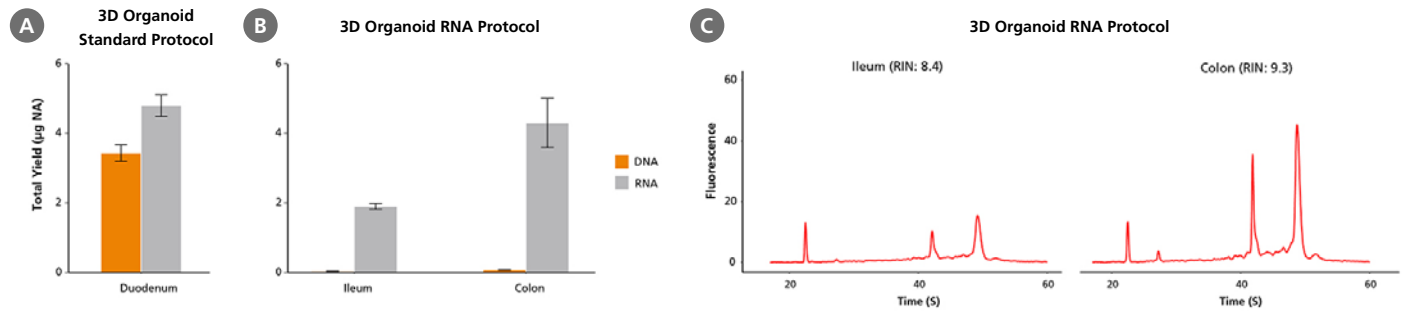 A
3D Organoid
Standard Protocol
Total Yield (µg NA)
6
4
2
0
Duodenum
B
3D Organoid RNA Protocol
6
4
2
0
Ileum
Colon
DNA
RNA
C
3D Organoid RNA Protocol
Ileum (RIN: 8.4)
Colon (RIN: 9.3)
Fluorescence
60
40
20
0
20
40
60
Time (S)
20
40
60
Time (S)